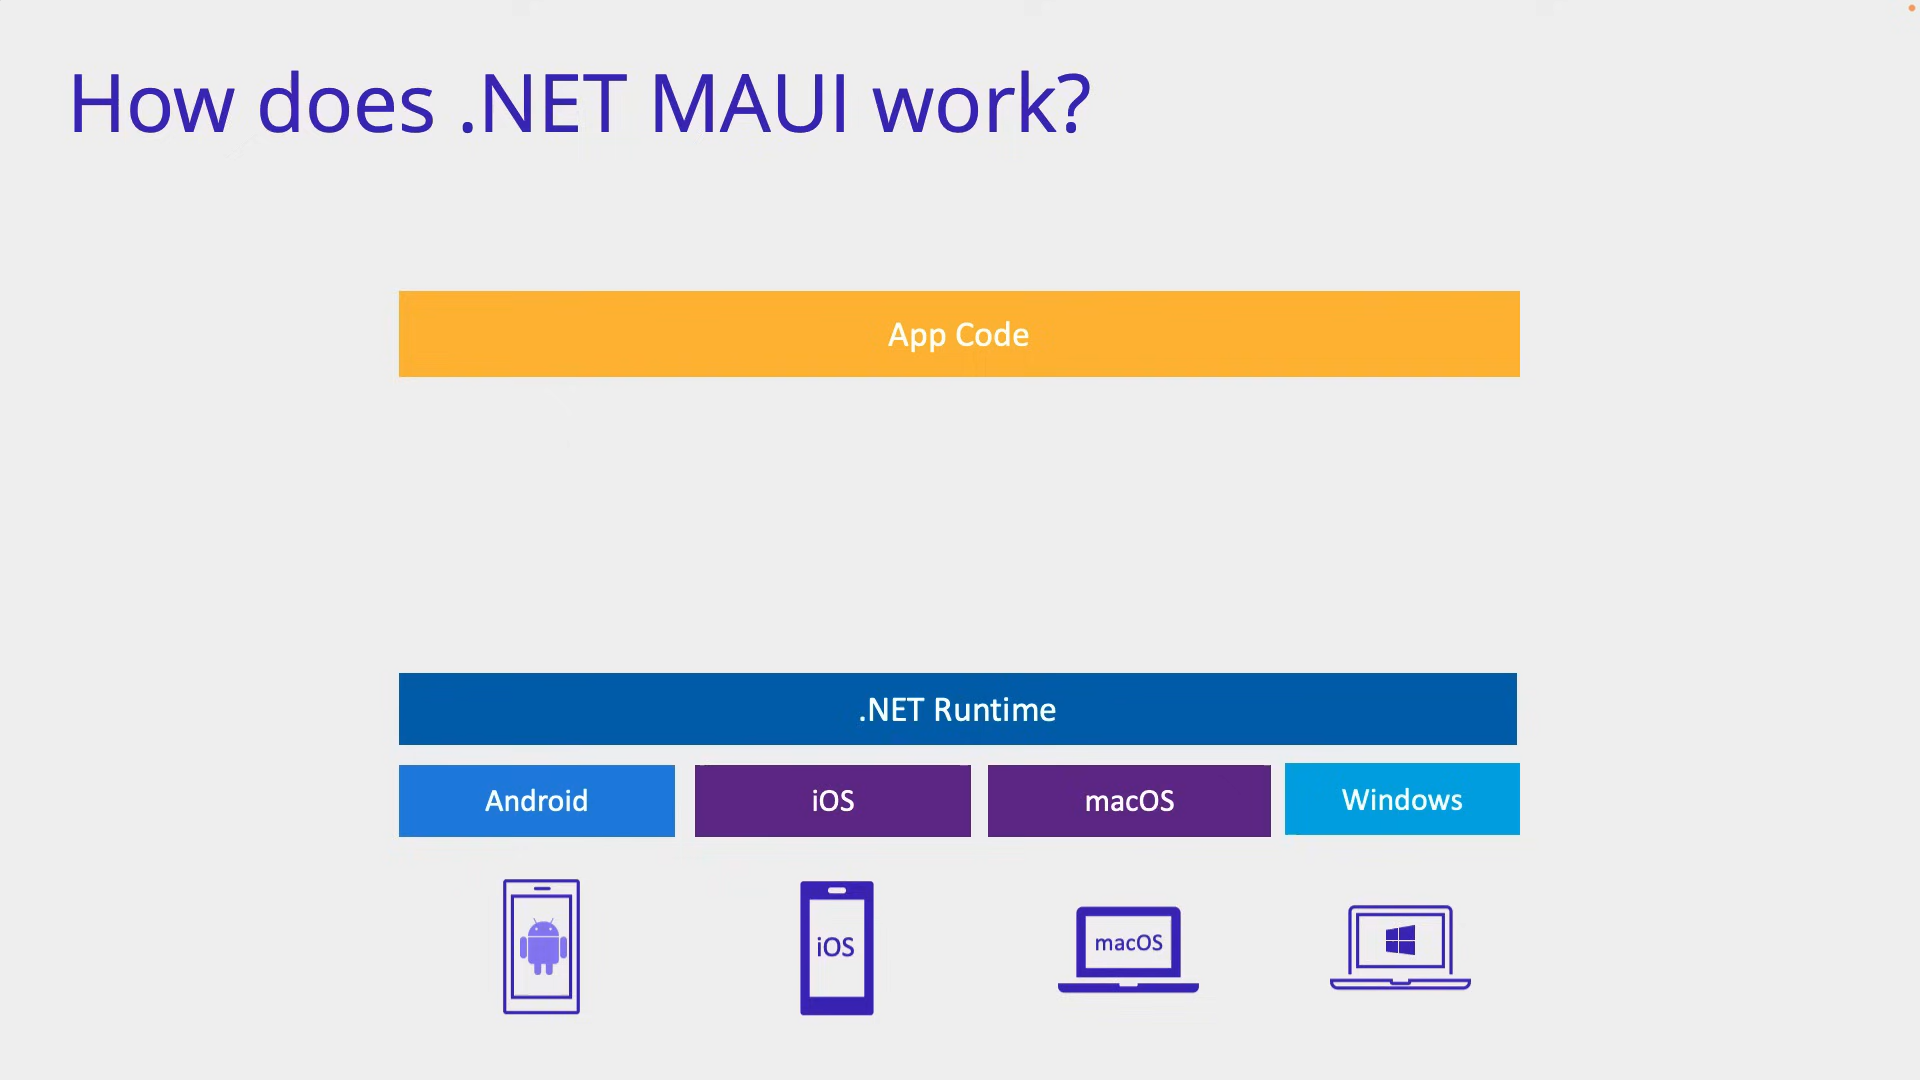 How does .NET MAUI work?
App Code
.NET Runtime
Android
iOS
macOS
Windows
iOS
macOS